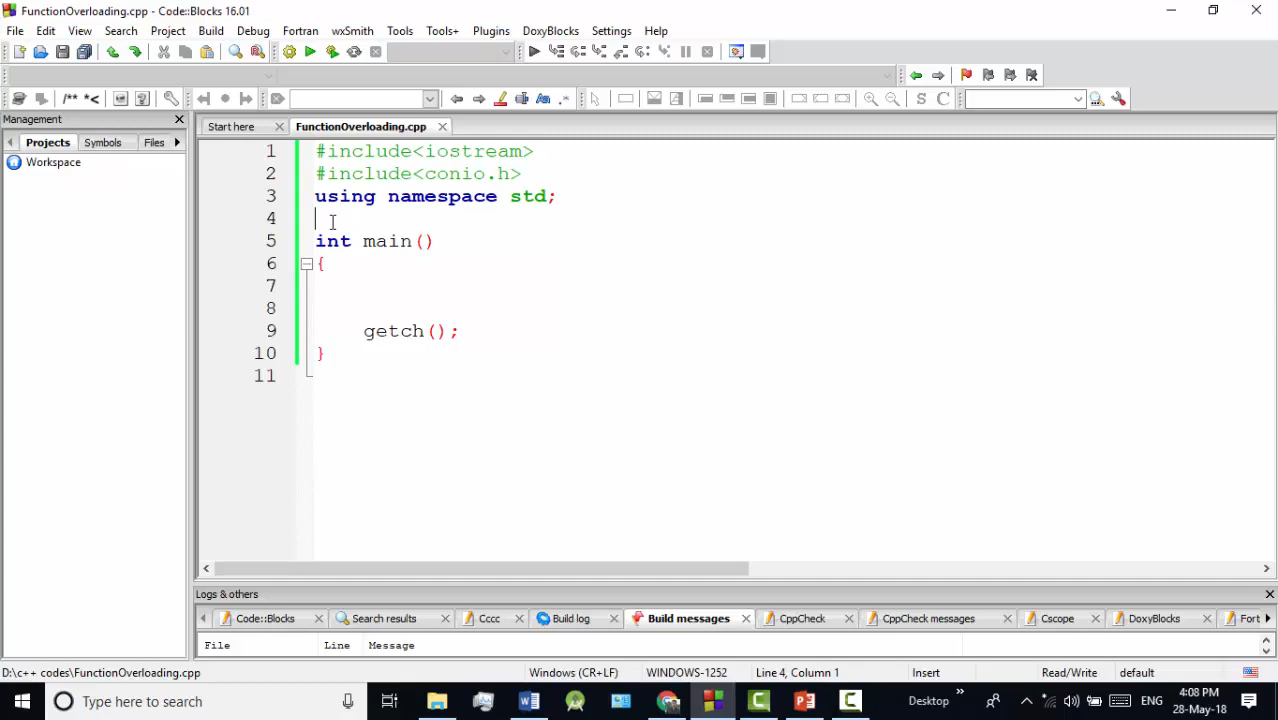 FunctionOverloading.cpp - Code::Blocks 16.01
File Edit View Search Project Build Debug Fortran wxSmith Tools Tools+ Plugins DoxyBlocks Settings Help
/** *<
S C
Management
Start here FunctionOverloading.cpp
Projects Symbols Files
Workspace
1 #include<iostream>
2 #include<conio.h>
3 using namespace std;
4
5 int main()
6 {
7
8
9 getch();
10 }
11
Logs & others
Code::Blocks Search results Cccc Build log Build messages CppCheck CppCheck messages Cscope DoxyBlocks Fort
File Line Message
D:\c++ codes\FunctionOverloading.cpp Windows (CR+LF) WINDOWS-1252 Line 4, Column 1 Insert Read/Write default
Type here to search Desktop » ENG 4:08 PM
28-May-18